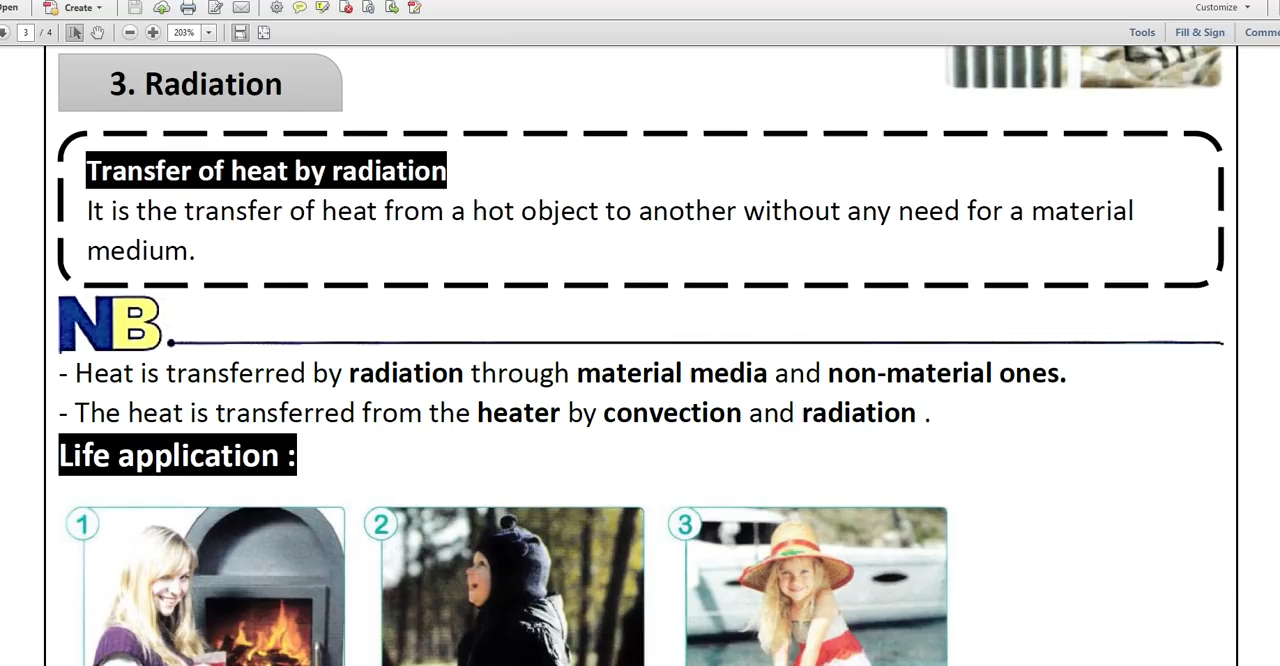 Open Create Customize
3 / 4 203% Tools Fill & Sign Comme
3. Radiation
Transfer of heat by radiation
It is the transfer of heat from a hot object to another without any need for a material
medium.
NB.
- Heat is transferred by radiation through material media and non-material ones.
- The heat is transferred from the heater by convection and radiation .
Life application :
1 2 3